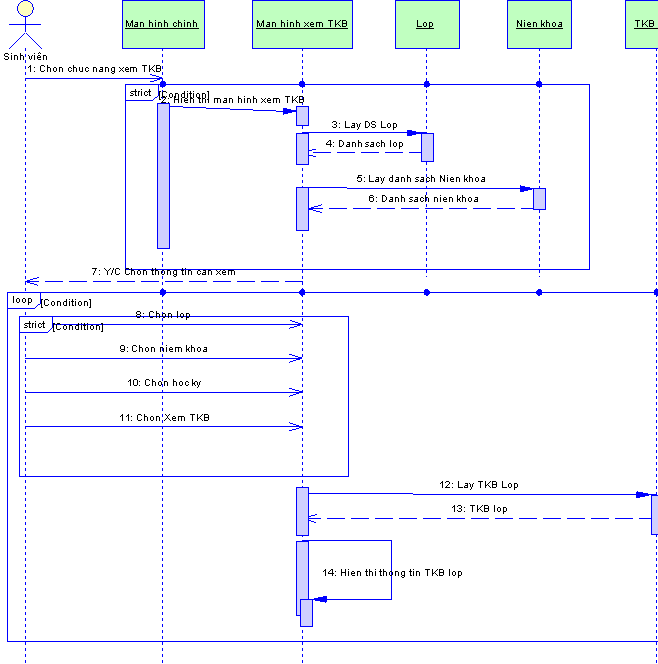 Man hinh chinh
Man hinh xem TKB
Lop
Nien khoa
TKB
Sinh viên
1: Chon chuc nang xem TKB
strict
[Condition]
2: Hien thi man hinh xem TKB
3: Lay DS Lop
4: Danh sach lop
5: Lay danh sach Nien khoa
6: Danh sach nien khoa
7: Y/C Chon thong tin can xem
loop
[Condition]
8: Chon lop
strict
[Condition]
9: Chon niem khoa
10: Chon hoc ky
11: Chon Xem TKB
12: Lay TKB Lop
13: TKB lop
14: Hien thi thong tin TKB lop